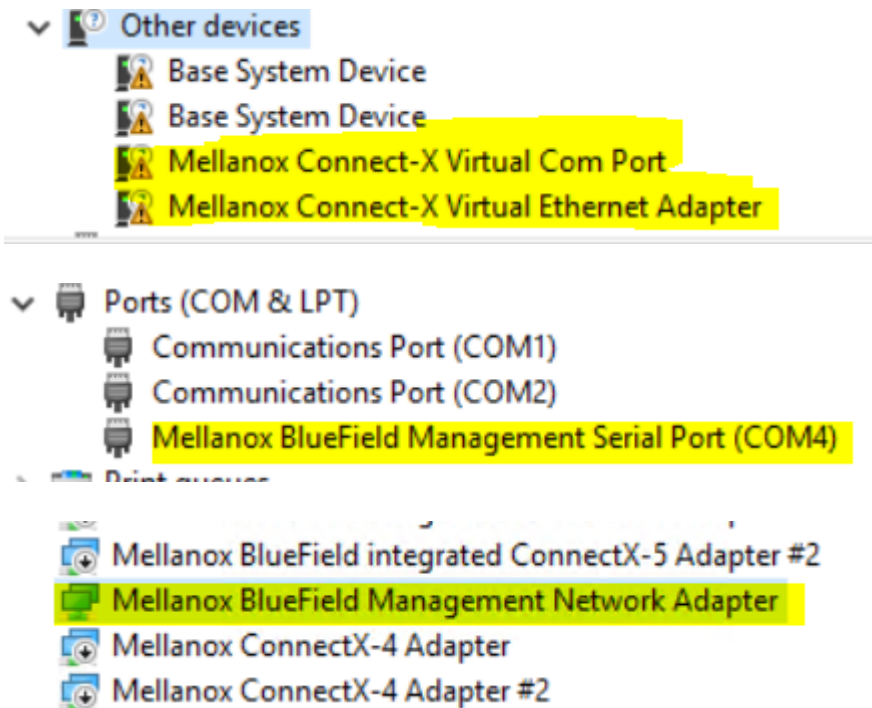 Other devices
Base System Device
Base System Device
Mellanox Connect-X Virtual Com Port
Mellanox Connect-X Virtual Ethernet Adapter
Ports (COM & LPT)
Communications Port (COM1)
Communications Port (COM2)
Mellanox BlueField Management Serial Port (COM4)
Print queues
Mellanox BlueField integrated ConnectX-5 Adapter #2
Mellanox BlueField Management Network Adapter
Mellanox ConnectX-4 Adapter
Mellanox ConnectX-4 Adapter #2